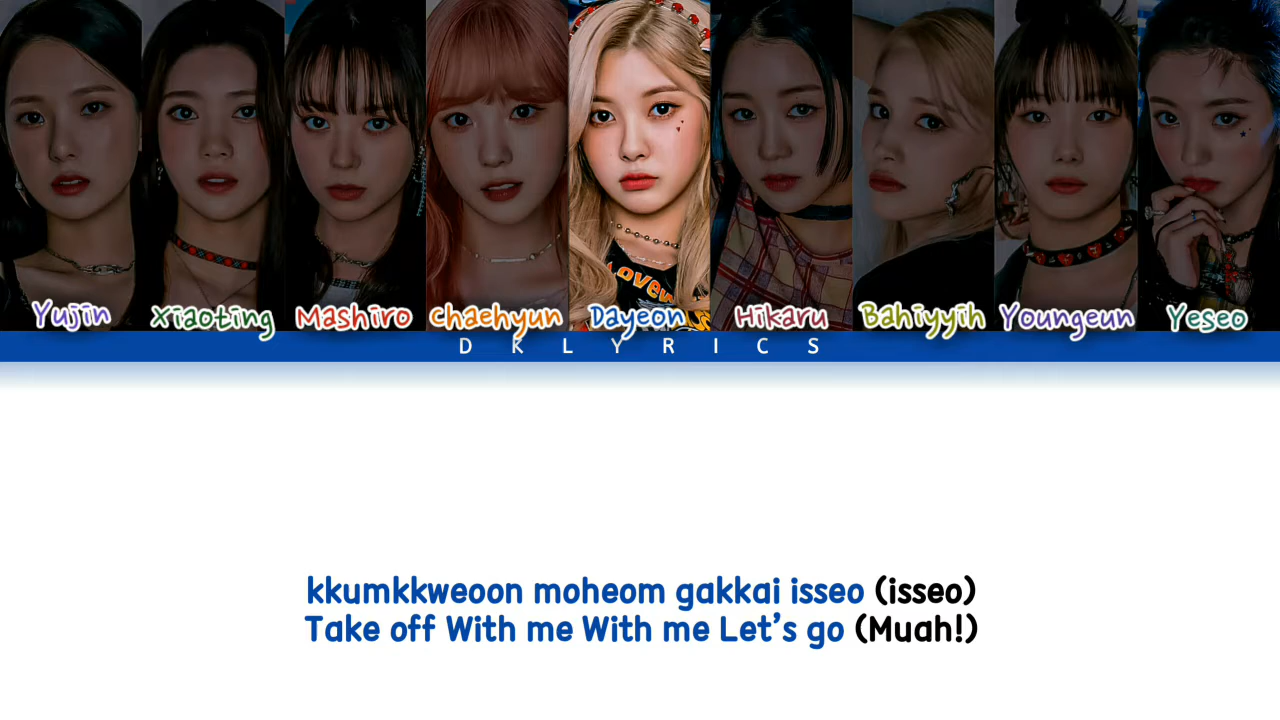 Yujin Xiaoting Mashiro Chaehyun Dayeon Hikaru Bahiyyih Youngeun Yeseo
DKLYRICS
kkumkkweoon moheom gakkai isseo (isseo)
Take off With me With me Let's go (Muah!)